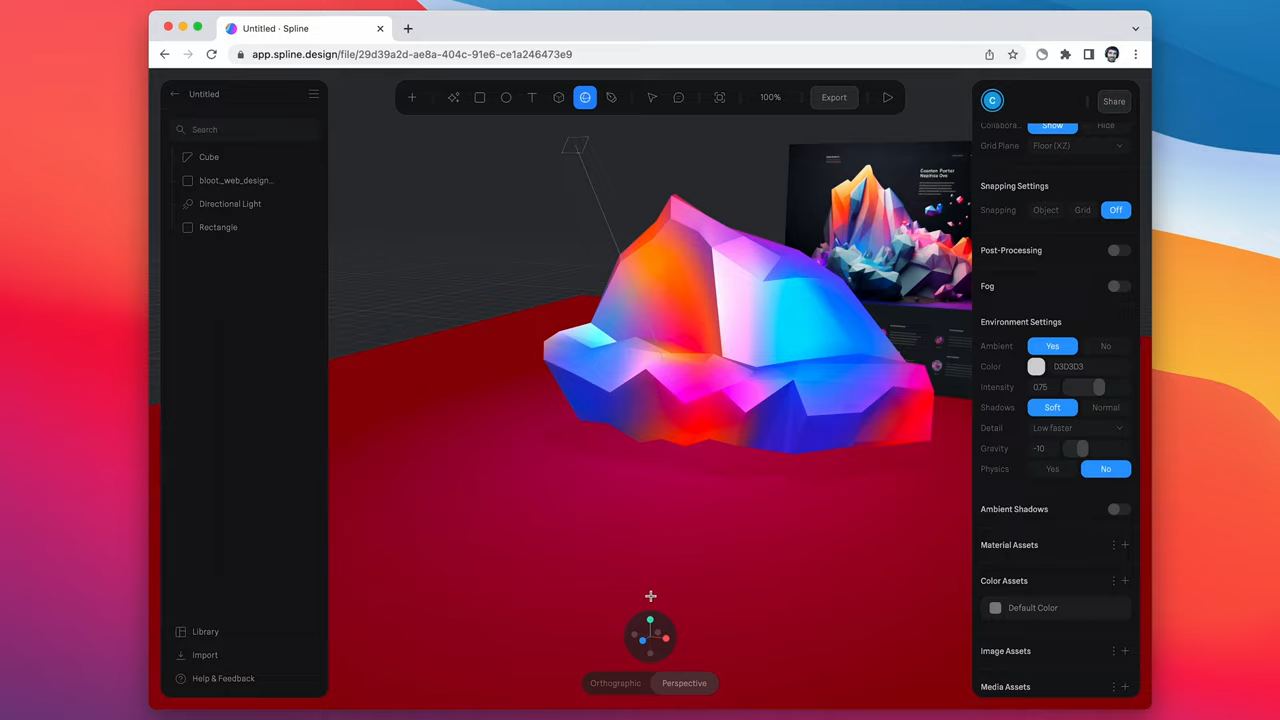 Untitled · Spline
app.spline.design/file/29d39a2d-ae8a-404c-91e6-ce1a246473e9
Untitled
Search
Cube
bloot_web_design...
Directional Light
Rectangle
Library
Import
Help & Feedback
100%
Export
Orthographic
Perspective
C
Share
Collabora... Show Hide
Grid Plane Floor (XZ)
Snapping Settings
Snapping Object Grid Off
Post-Processing
Fog
Environment Settings
Ambient Yes No
Color D3D3D3
Intensity 0.75
Shadows Soft Normal
Detail Low faster
Gravity -10
Physics Yes No
Ambient Shadows
Material Assets
Color Assets
Default Color
Image Assets
Media Assets